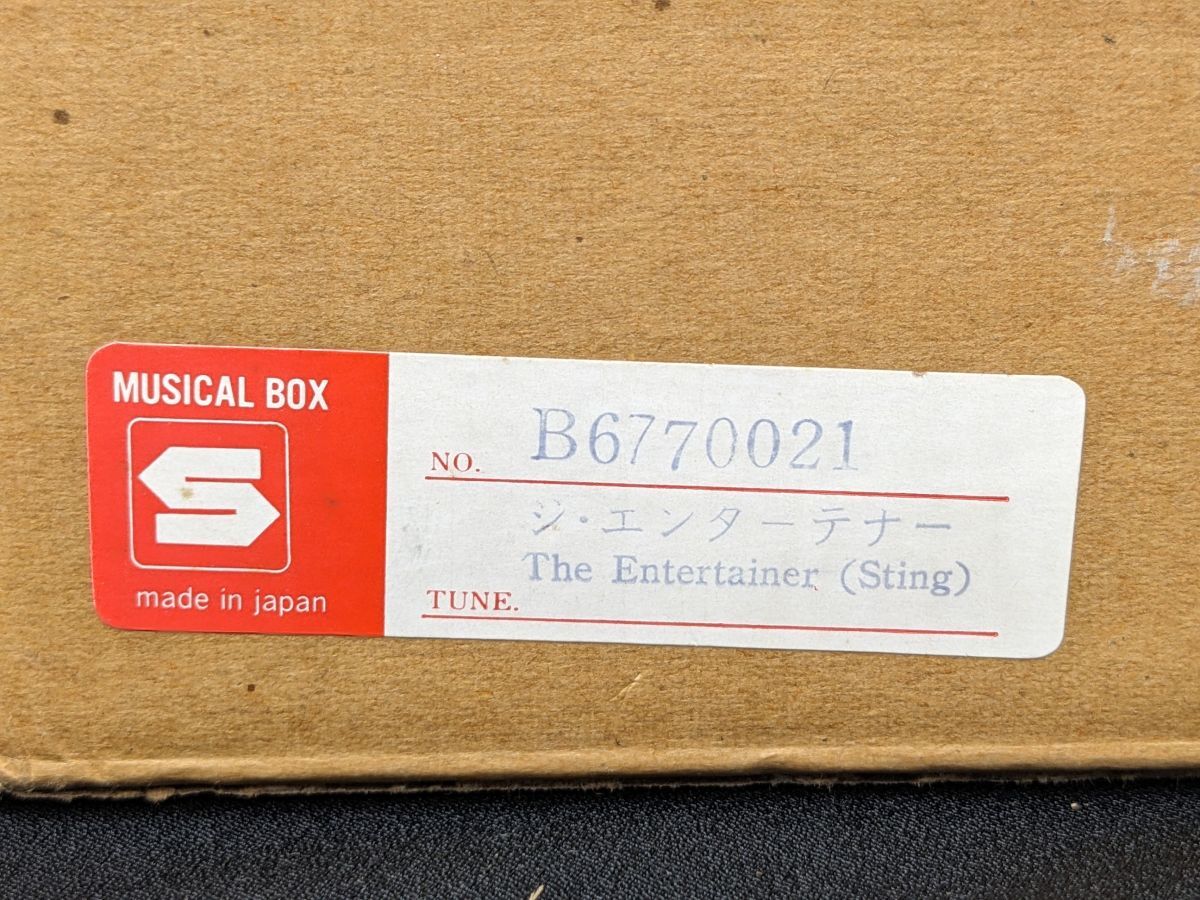 MUSICAL BOX
S
made in japan
NO. B6770021
ジ・エンターテナー
The Entertainer (Sting)
TUNE.